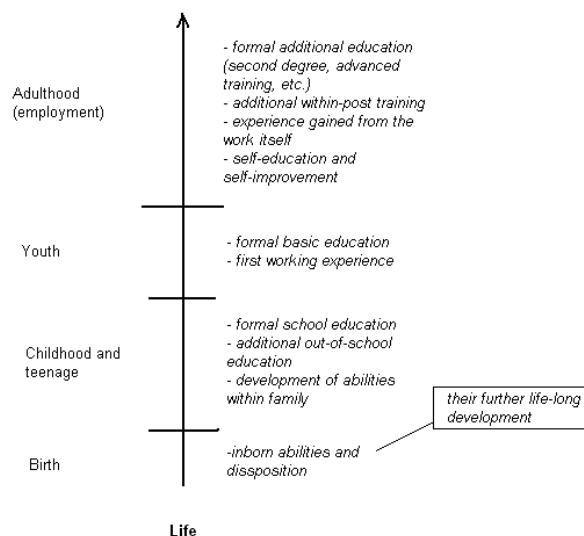 - formal additional education
(second degree, advanced
training, etc.)
- additional within-post training
- experience gained from the
work itself
- self-education and
self-improvement
Adulthood
(employment)
Youth
- formal basic education
- first working experience
Childhood and
teenage
- formal school education
- additional out-of-school
education
- development of abilities
within family
their further life-long
development
Birth
-inborn abilities and
dissposition
Life